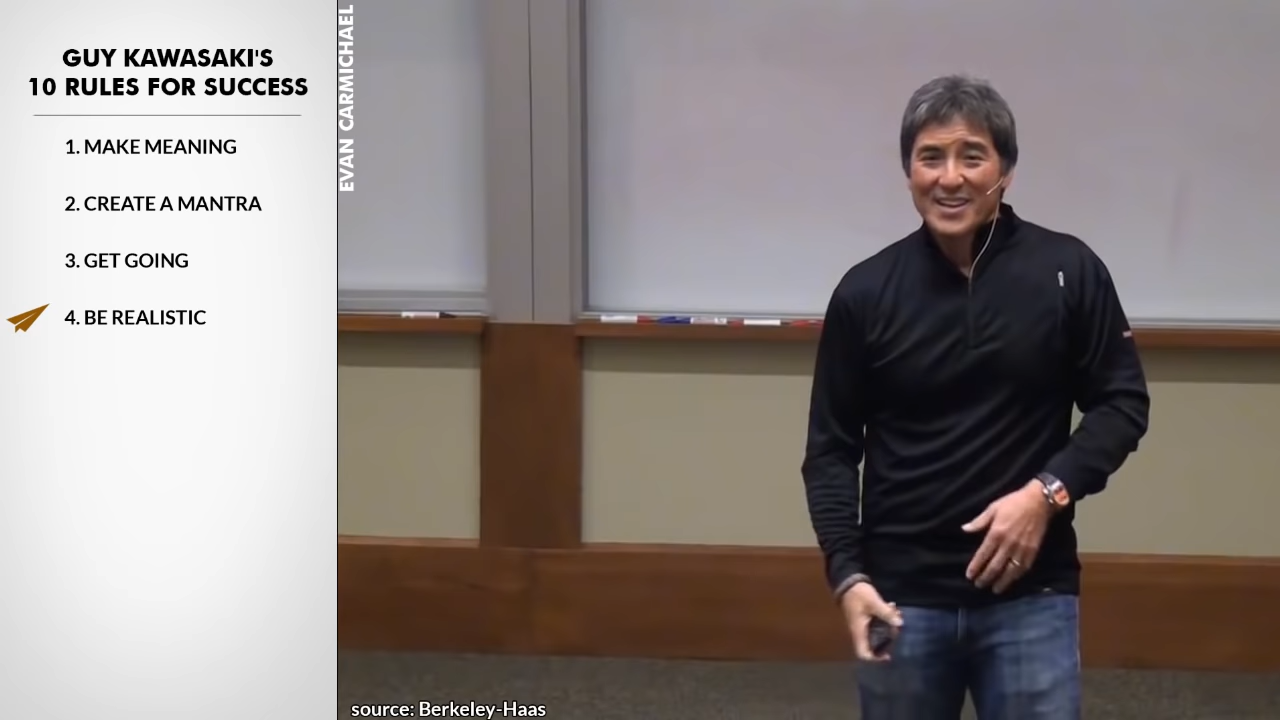 GUY KAWASAKI'S
10 RULES FOR SUCCESS
1. MAKE MEANING
2. CREATE A MANTRA
3. GET GOING
4. BE REALISTIC
EVAN CARMICHAEL
source: Berkeley-Haas